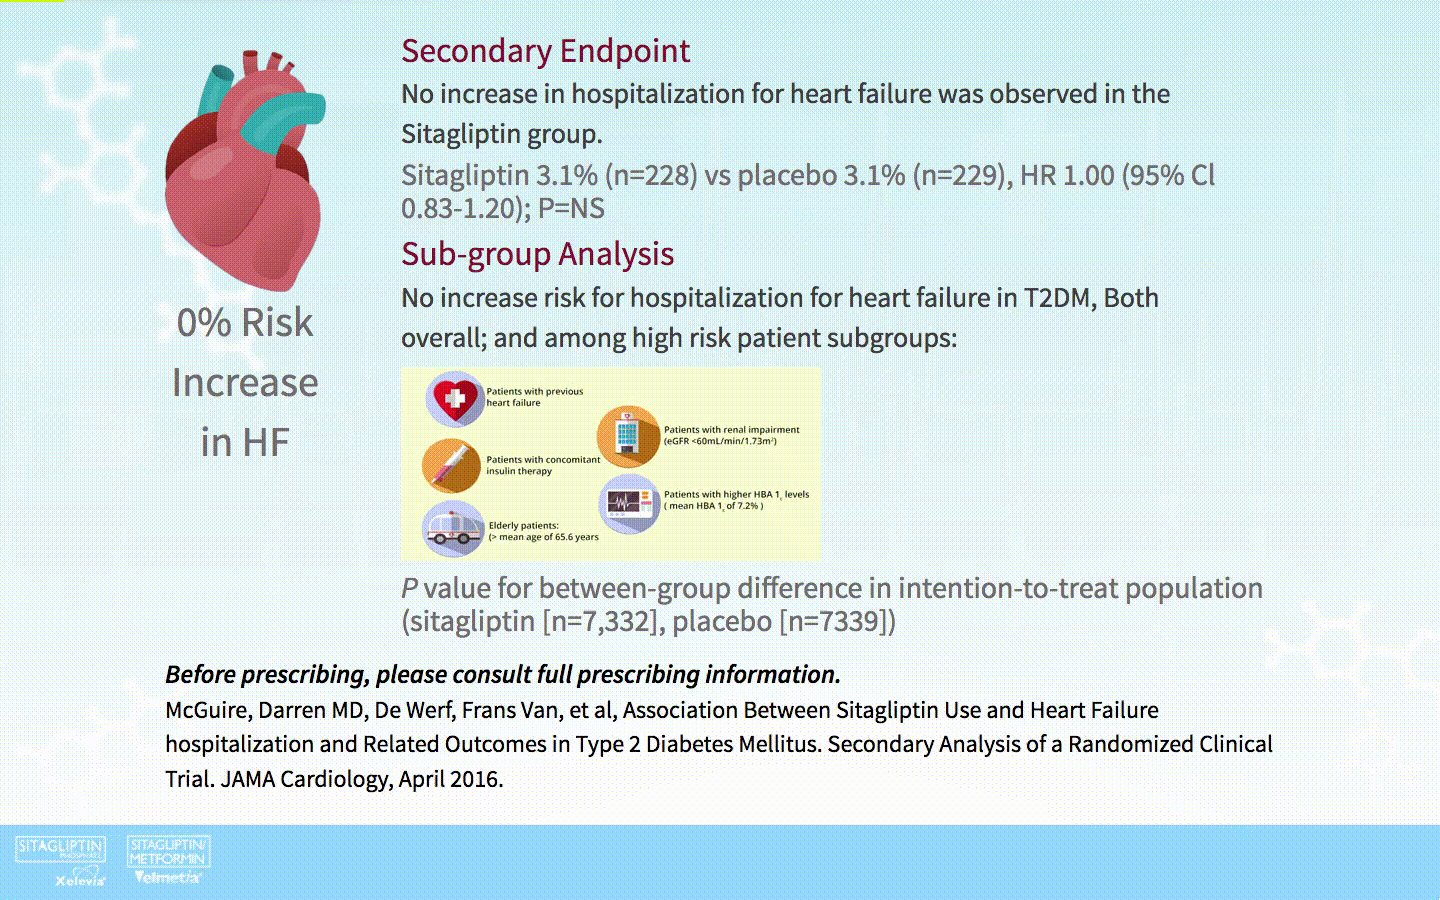 Secondary Endpoint
No increase in hospitalization for heart failure was observed in the
Sitagliptin group.
Sitagliptin 3.1% (n=228) vs placebo 3.1% (n=229), HR 1.00 (95% Cl
0.83-1.20); P=NS
Sub-group Analysis
No increase risk for hospitalization for heart failure in T2DM, Both
overall; and among high risk patient subgroups:
0% Risk
Increase
in HF
Patients with previous
heart failure
Patients with concomitant
insulin therapy
Elderly patients:
(> mean age of 65.6 years
Patients with renal impairment
(eGFR <60mL/min/1.73m²)
Patients with higher HBA 1c levels
( mean HBA 1c of 7.2% )
P value for between-group difference in intention-to-treat population
(sitagliptin [n=7,332], placebo [n=7339])
Before prescribing, please consult full prescribing information.
McGuire, Darren MD, De Werf, Frans Van, et al, Association Between Sitagliptin Use and Heart Failure
hospitalization and Related Outcomes in Type 2 Diabetes Mellitus. Secondary Analysis of a Randomized Clinical
Trial. JAMA Cardiology, April 2016.
SITAGLIPTIN
PHOSPHATE
Xelevia
SITAGLIPTIN/
METFORMIN
Velmetia